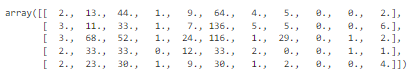 array([[ 2., 13., 44., 1., 9., 64., 4., 5., 0., 0., 2.],
[ 3., 11., 33., 1., 7., 136., 5., 5., 0., 0., 6.],
[ 3., 68., 52., 1., 24., 116., 1., 29., 0., 1., 2.],
[ 2., 33., 33., 0., 12., 33., 2., 0., 0., 1., 1.],
[ 2., 23., 30., 1., 9., 30., 1., 2., 0., 0., 4.]])